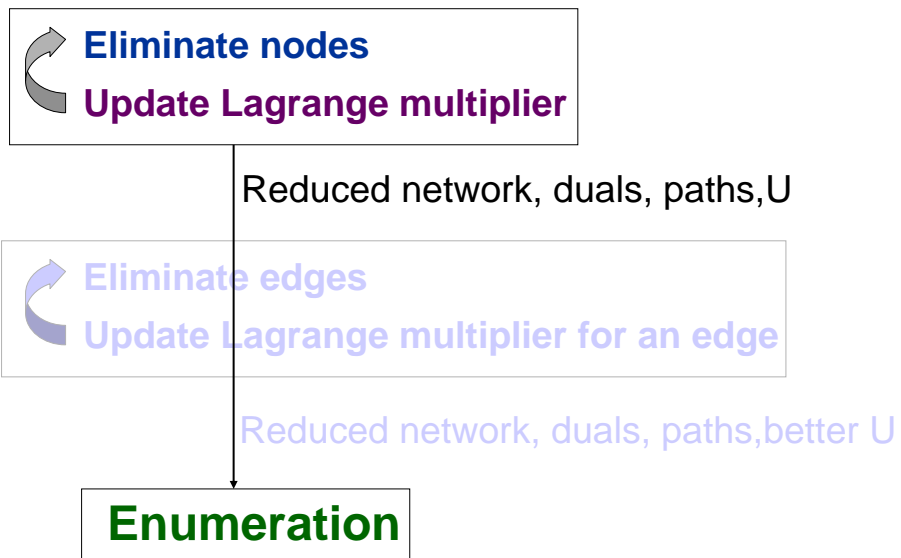 Eliminate nodes
Update Lagrange multiplier
Reduced network, duals, paths,U
Eliminate edges
Update Lagrange multiplier for an edge
Reduced network, duals, paths,better U
Enumeration